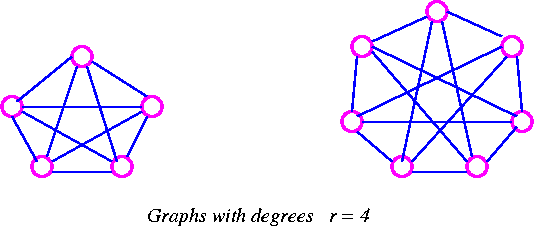 Graphs with degrees r = 4